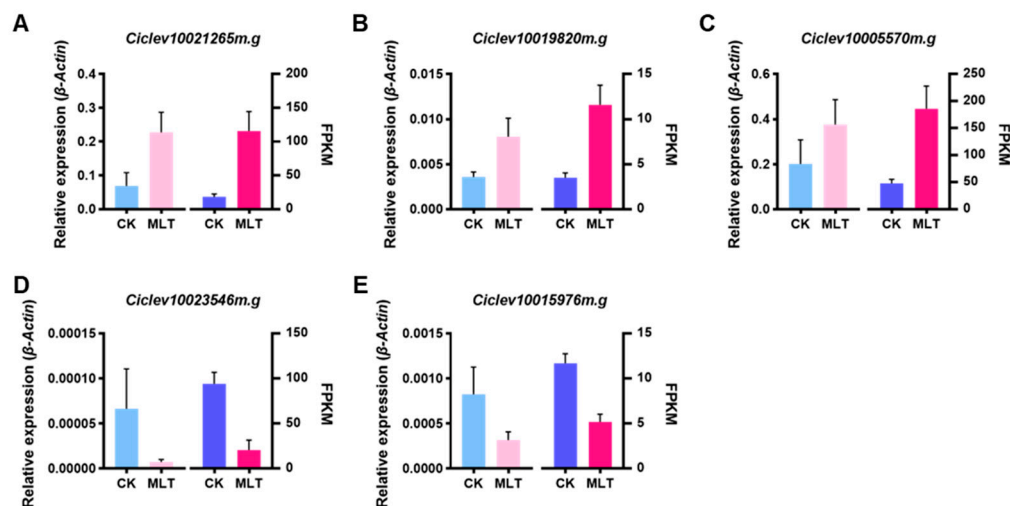 A
Ciclev10021265m.g
Relative expression (β-Actin)
0.4
0.3
0.2
0.1
0.0
200
150
100
50
0
FPKM
CK MLT CK MLT
B
Ciclev10019820m.g
Relative expression (β-Actin)
0.015
0.010
0.005
0.000
15
10
5
0
FPKM
CK MLT CK MLT
C
Ciclev10005570m.g
Relative expression (β-Actin)
0.6
0.4
0.2
0.0
250
200
150
100
50
0
FPKM
CK MLT CK MLT
D
Ciclev10023546m.g
Relative expression (β-Actin)
0.00015
0.00010
0.00005
0.00000
150
100
50
0
FPKM
CK MLT CK MLT
E
Ciclev10015976m.g
Relative expression (β-Actin)
0.0015
0.0010
0.0005
0.0000
15
10
5
0
FPKM
CK MLT CK MLT